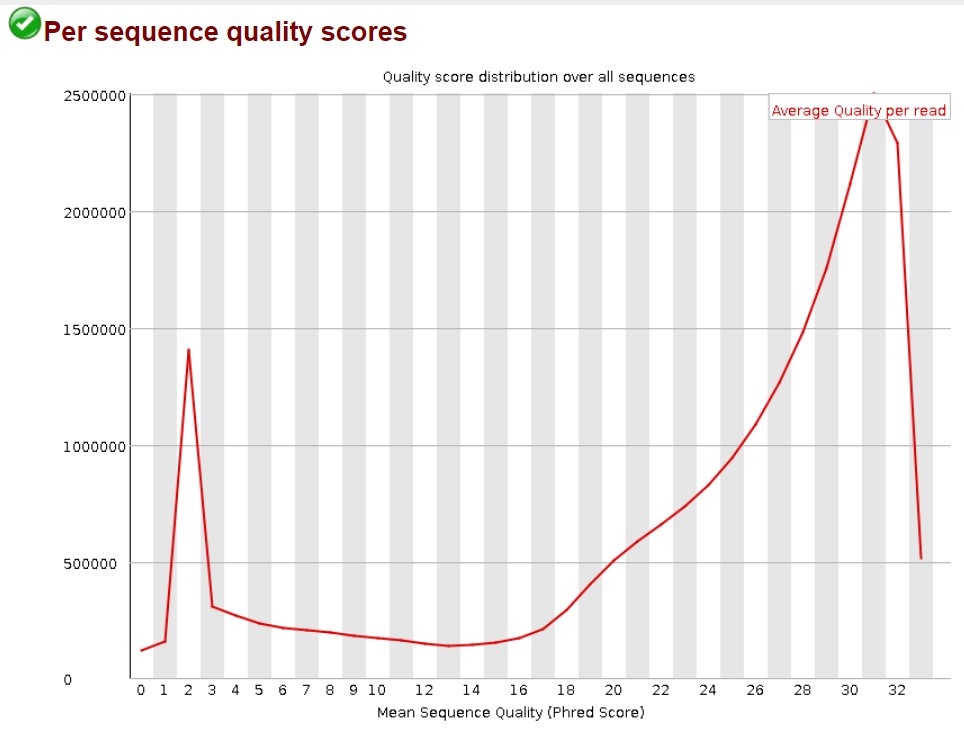 Per sequence quality scores
Quality score distribution over all sequences
Average Quality per read
2500000
2000000
1500000
1000000
500000
0
0 1 2 3 4 5 6 7 8 9 10 12 14 16 18 20 22 24 26 28 30 32
Mean Sequence Quality (Phred Score)